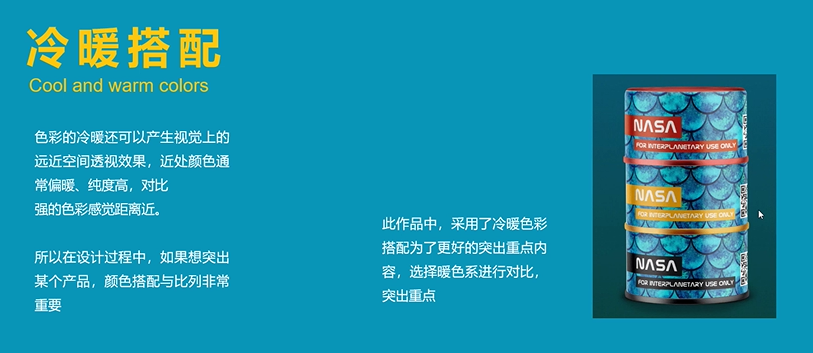 冷暖搭配
Cool and warm colors
色彩的冷暖还可以产生视觉上的
远近空间透视效果，近处颜色通
常偏暖、纯度高，对比
强的色彩感觉距离近。
所以在设计过程中，如果想突出
某个产品，颜色搭配与比列非常
重要
此作品中，采用了冷暖色彩
搭配为了更好的突出重点内
容，选择暖色系进行对比，
突出重点
NASA
FOR INTERPLANETARY USE ONLY
NASA
FOR INTERPLANETARY USE ONLY
NASA
FOR INTERPLANETARY USE ONLY